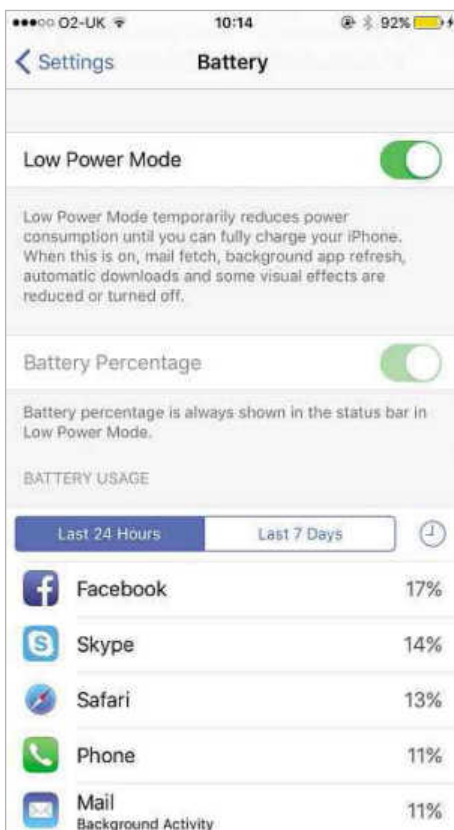 O2-UK 10:14 92%
Settings Battery
Low Power Mode
Low Power Mode temporarily reduces power
consumption until you can fully charge your iPhone.
When this is on, mail fetch, background app refresh,
automatic downloads and some visual effects are
reduced or turned off.
Battery Percentage
Battery percentage is always shown in the status bar in
Low Power Mode.
BATTERY USAGE
Last 24 Hours Last 7 Days
Facebook 17%
Skype 14%
Safari 13%
Phone 11%
Mail 11%
Background Activity